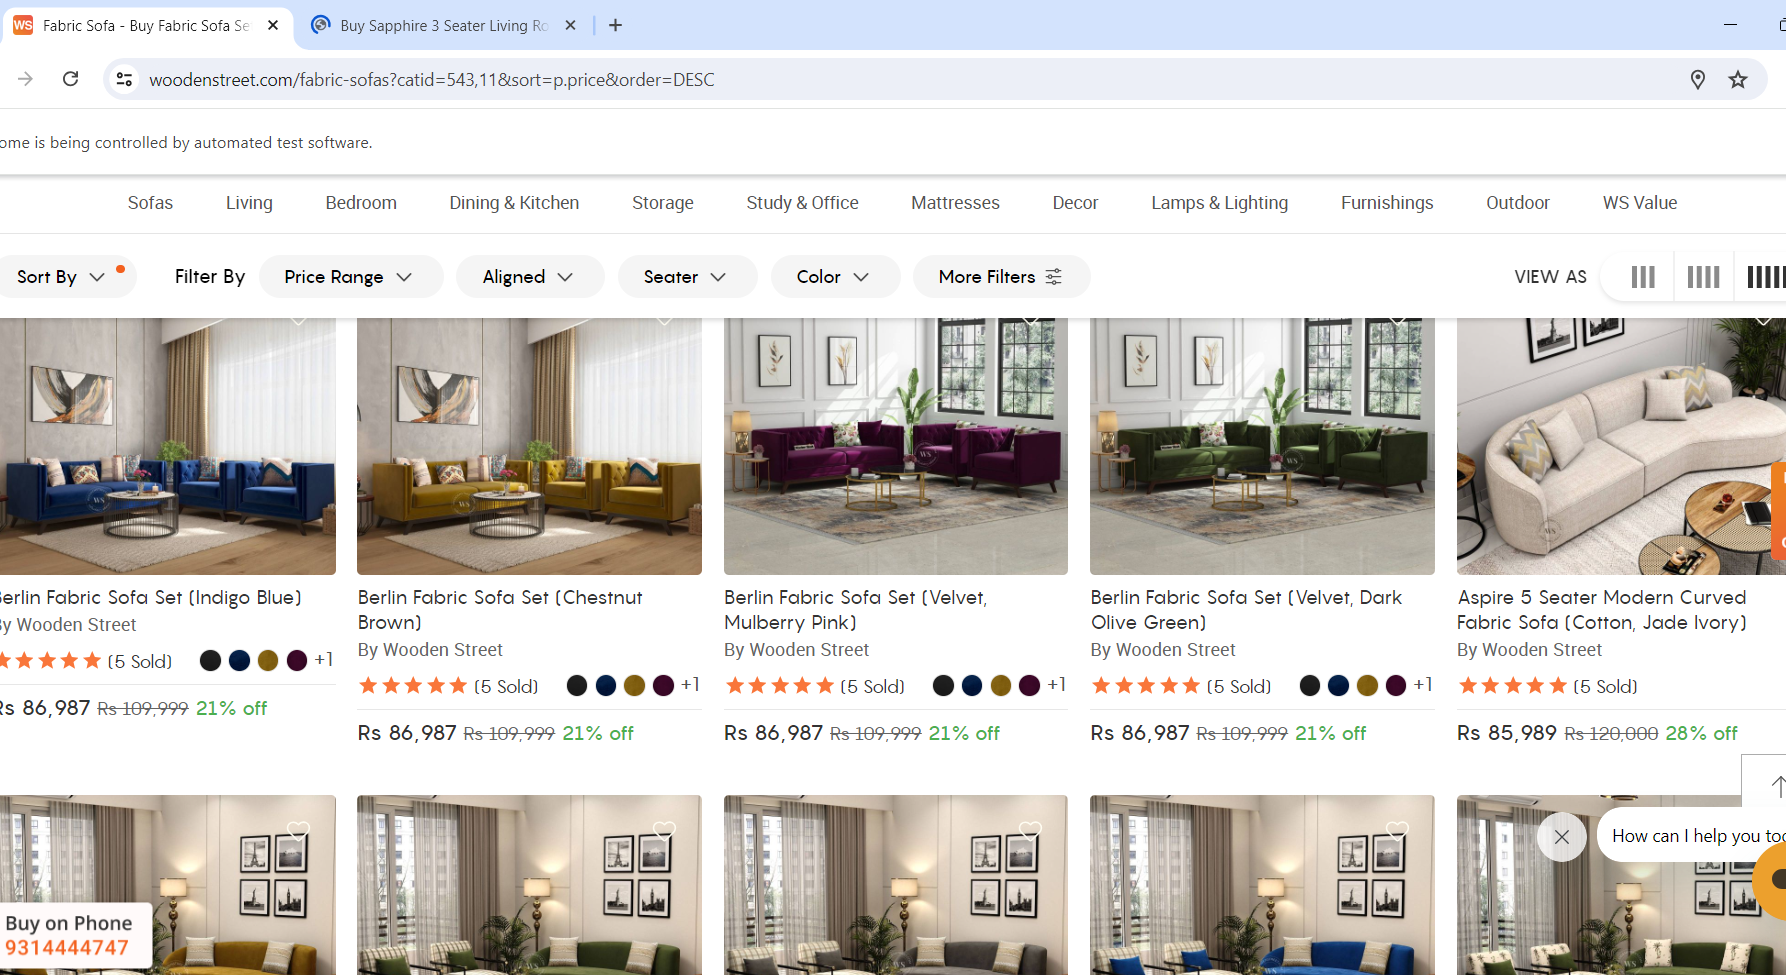 WS Fabric Sofa - Buy Fabric Sofa Se
Buy Sapphire 3 Seater Living Ro
woodenstreet.com/fabric-sofas?catid=543,11&sort=p.price&order=DESC
ome is being controlled by automated test software.
Sofas Living Bedroom Dining & Kitchen Storage Study & Office Mattresses Decor Lamps & Lighting Furnishings Outdoor WS Value
Sort By Filter By Price Range Aligned Seater Color More Filters VIEW AS
Berlin Fabric Sofa Set (Indigo Blue)
By Wooden Street
(5 Sold) +1
Rs 86,987 Rs 109,999 21% off
Berlin Fabric Sofa Set (Chestnut
Brown)
By Wooden Street
(5 Sold) +1
Rs 86,987 Rs 109,999 21% off
Berlin Fabric Sofa Set (Velvet,
Mulberry Pink)
By Wooden Street
(5 Sold) +1
Rs 86,987 Rs 109,999 21% off
Berlin Fabric Sofa Set (Velvet, Dark
Olive Green)
By Wooden Street
(5 Sold) +1
Rs 86,987 Rs 109,999 21% off
Aspire 5 Seater Modern Curved
Fabric Sofa (Cotton, Jade Ivory)
By Wooden Street
(5 Sold)
Rs 85,989 Rs 120,000 28% off
How can I help you too
Buy on Phone
9314444747